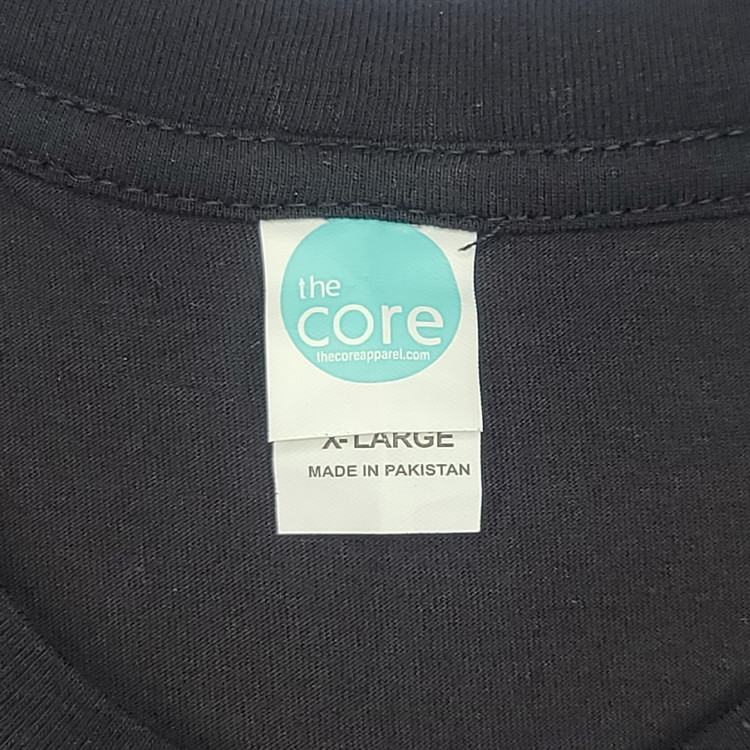 the
core
thecoreapparel.com
X-LARGE
MADE IN PAKISTAN